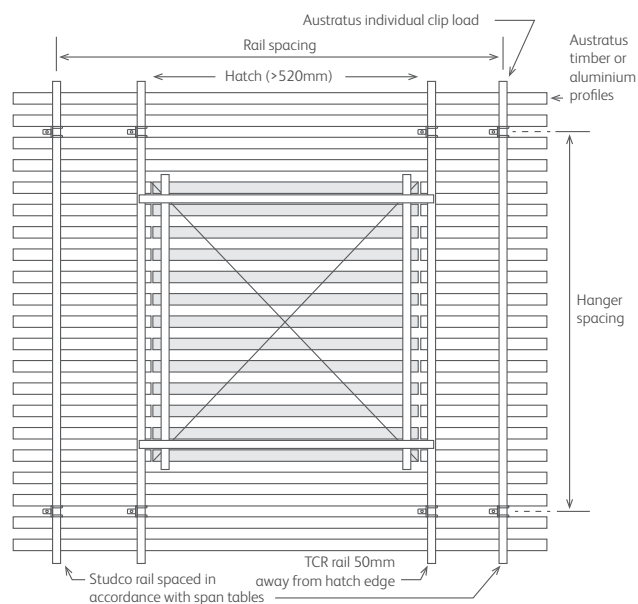 Austratus individual clip load
Rail spacing
Austratus
timber or
aluminium
profiles
Hatch (>520mm)
Hanger
spacing
TCR rail 50mm
away from hatch edge
Studco rail spaced in
accordance with span tables